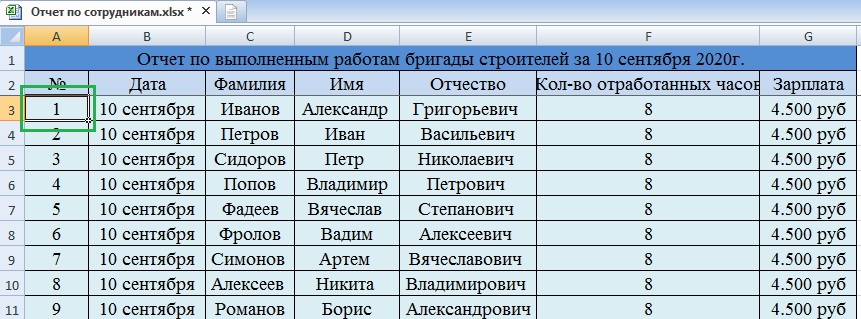 Отчет по сотрудникам.xlsx *
A B C D E F G
1 Отчет по выполненным работам бригады строителей за 10 сентября 2020г.
2 № Дата Фамилия Имя Отчество Кол-во отработанных часов Зарплата
3 1 10 сентября Иванов Александр Григорьевич 8 4.500 руб
4 2 10 сентября Петров Иван Васильевич 8 4.500 руб
5 3 10 сентября Сидоров Петр Николаевич 8 4.500 руб
6 4 10 сентября Попов Владимир Петрович 8 4.500 руб
7 5 10 сентября Фадеев Вячеслав Степанович 8 4.500 руб
8 6 10 сентября Фролов Вадим Алексеевич 8 4.500 руб
9 7 10 сентября Симонов Артем Вячеславович 8 4.500 руб
10 8 10 сентября Алексеев Никита Владимирович 8 4.500 руб
11 9 10 сентября Романов Борис Александрович 8 4.500 руб